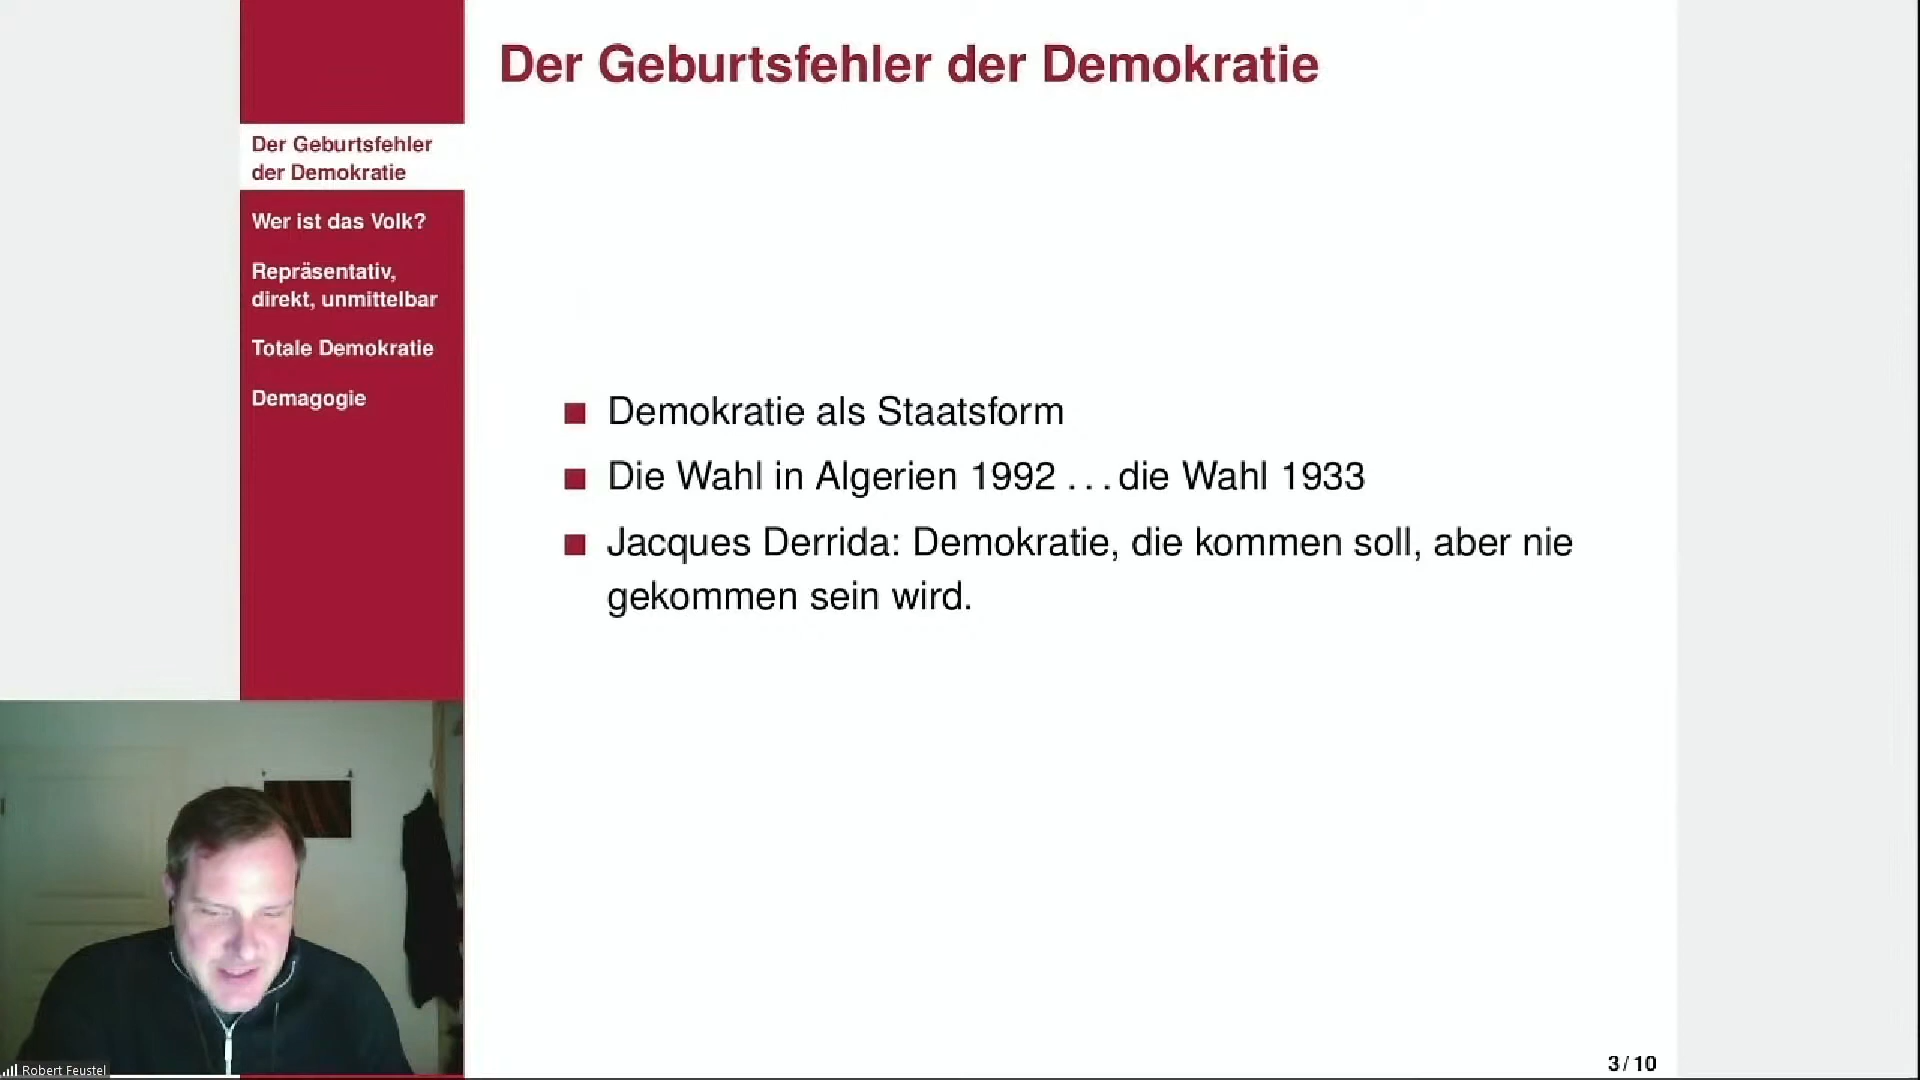 Der Geburtsfehler der Demokratie
Der Geburtsfehler
der Demokratie
Wer ist das Volk?
Repräsentativ,
direkt, unmittelbar
Totale Demokratie
Demagogie
Demokratie als Staatsform
Die Wahl in Algerien 1992 ...die Wahl 1933
Jacques Derrida: Demokratie, die kommen soll, aber nie
gekommen sein wird.
Robert Feustel
3/10